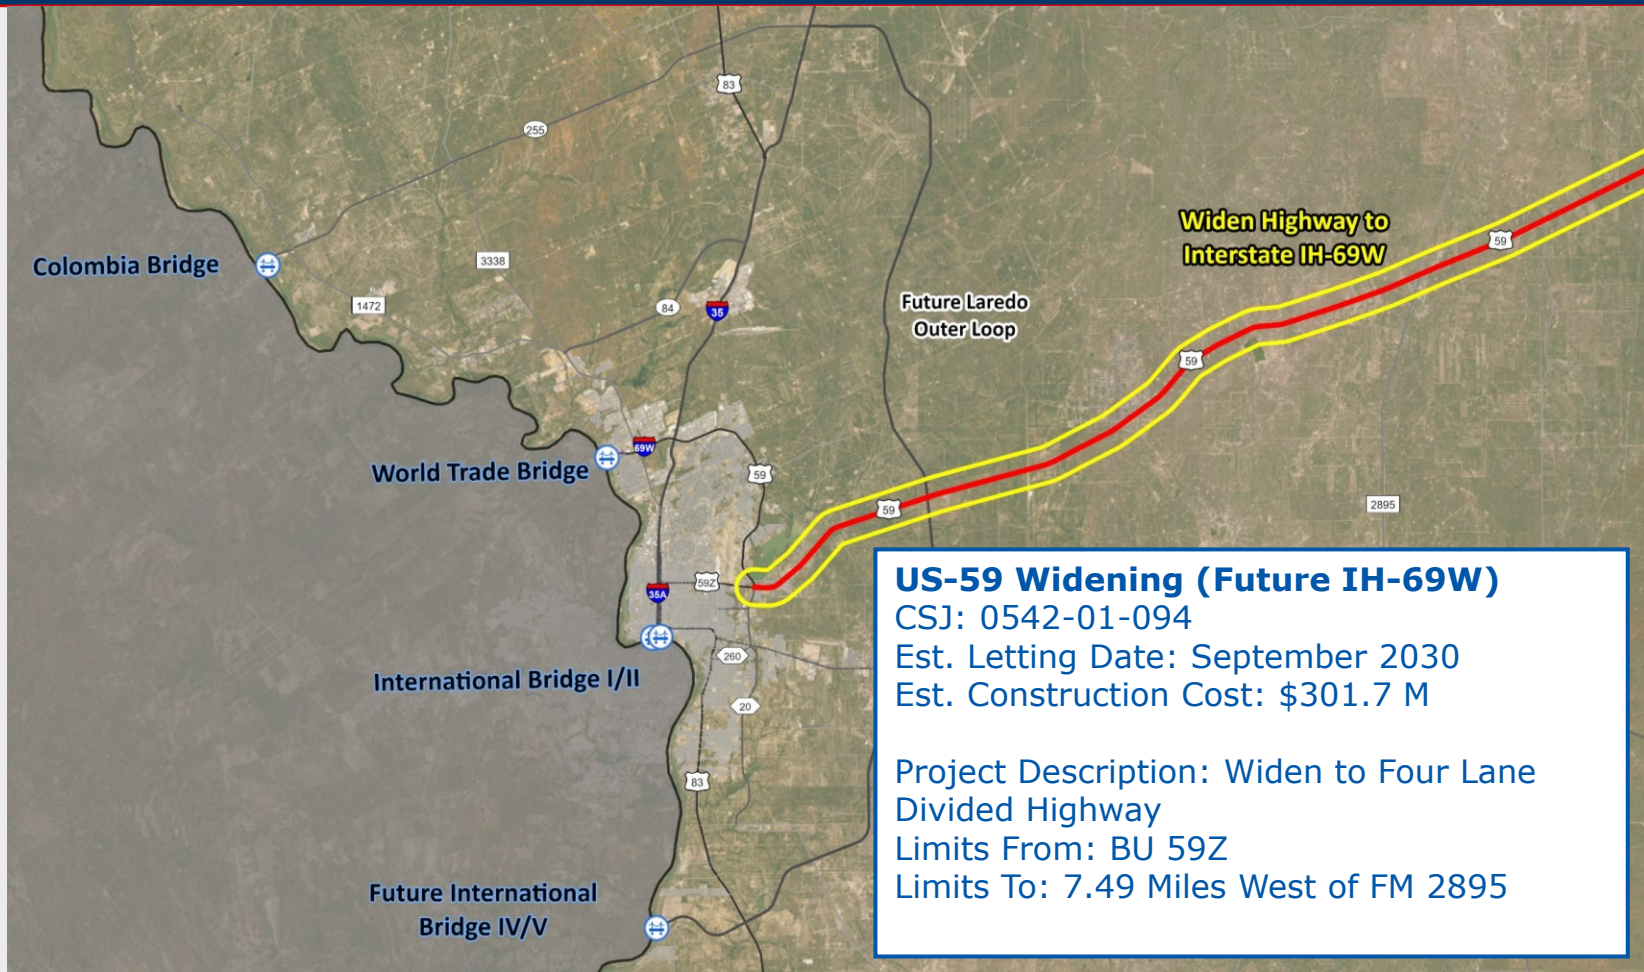 83
255
Colombia Bridge
3338
1472
84
35
Future Laredo
Outer Loop
Widen Highway to
Interstate IH-69W
59
59
69W
World Trade Bridge
59
59
2895
59Z
35A
International Bridge I/II
260
20
83
Future International
Bridge IV/V
US-59 Widening (Future IH-69W)
CSJ: 0542-01-094
Est. Letting Date: September 2030
Est. Construction Cost: $301.7 M
Project Description: Widen to Four Lane
Divided Highway
Limits From: BU 59Z
Limits To: 7.49 Miles West of FM 2895